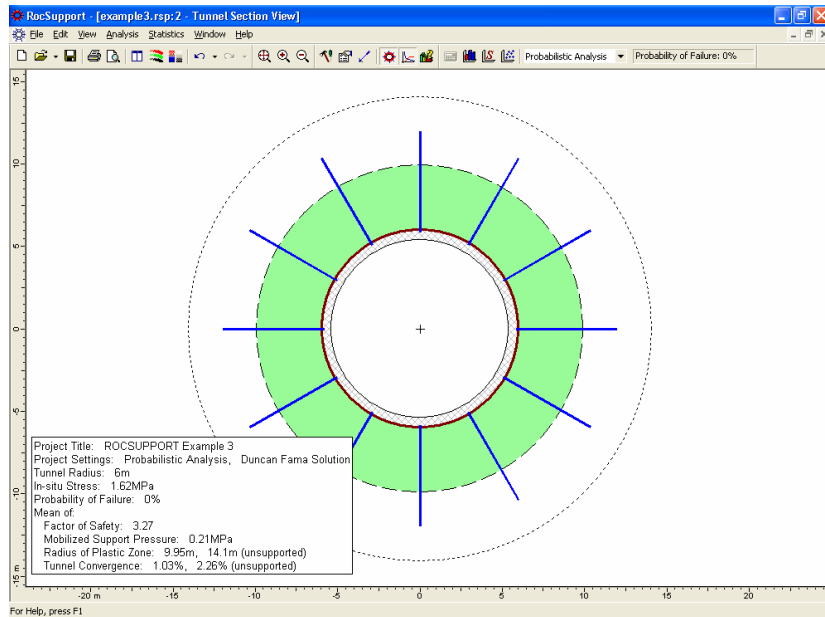 RocSupport - [example3.rsp:2 - Tunnel Section View]
File Edit View Analysis Statistics Window Help
Probabilistic Analysis Probability of Failure: 0%
15
10
5
0
-5
-10
-15 m
Project Title: ROCSUPPORT Example 3
Project Settings: Probabilistic Analysis, Duncan Fama Solution
Tunnel Radius: 6m
In-situ Stress: 1.62MPa
Probability of Failure: 0%
Mean of:
Factor of Safety: 3.27
Mobilized Support Pressure: 0.21MPa
Radius of Plastic Zone: 9.95m, 14.1m (unsupported)
Tunnel Convergence: 1.03%, 2.26% (unsupported)
-20 m -15 -10 -5 0 5 10 15 20
For Help, press F1